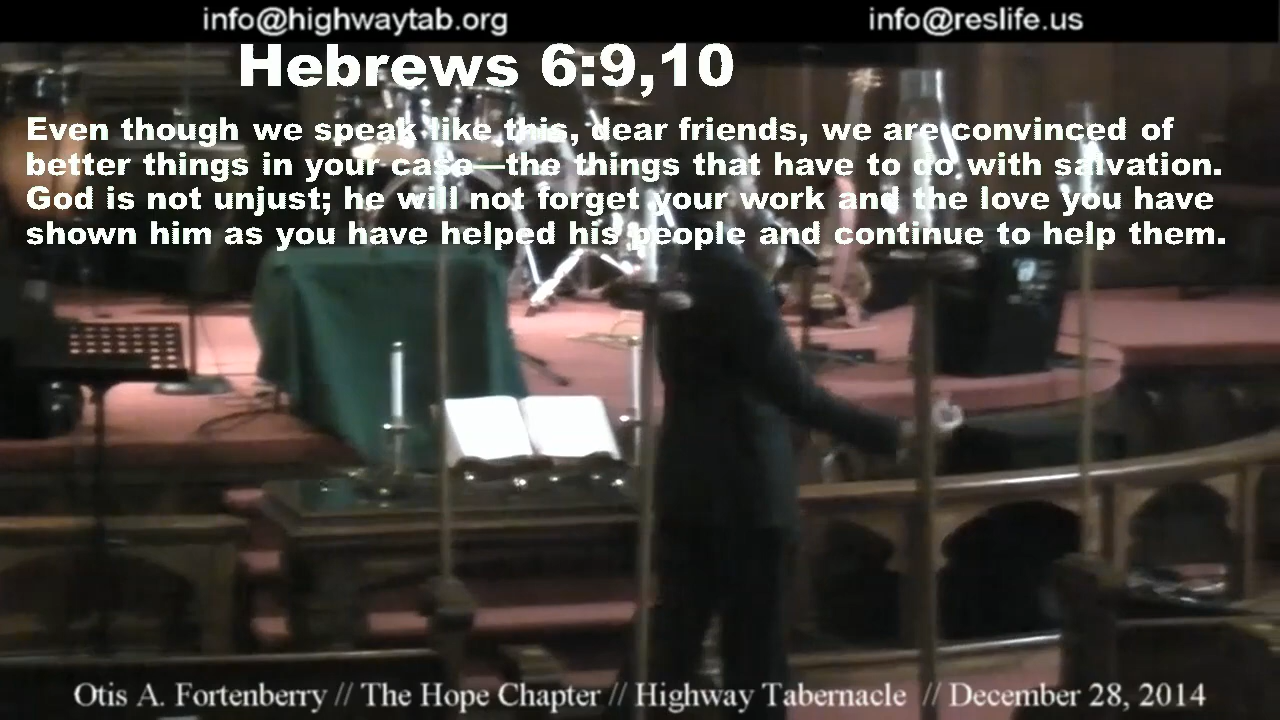 info@highwaytab.org info@reslife.us
Hebrews 6:9,10
Even though we speak like this, dear friends, we are convinced of
better things in your case—the things that have to do with salvation.
God is not unjust; he will not forget your work and the love you have
shown him as you have helped his people and continue to help them.
Otis A. Fortenberry // The Hope Chapter // Highway Tabernacle // December 28, 2014